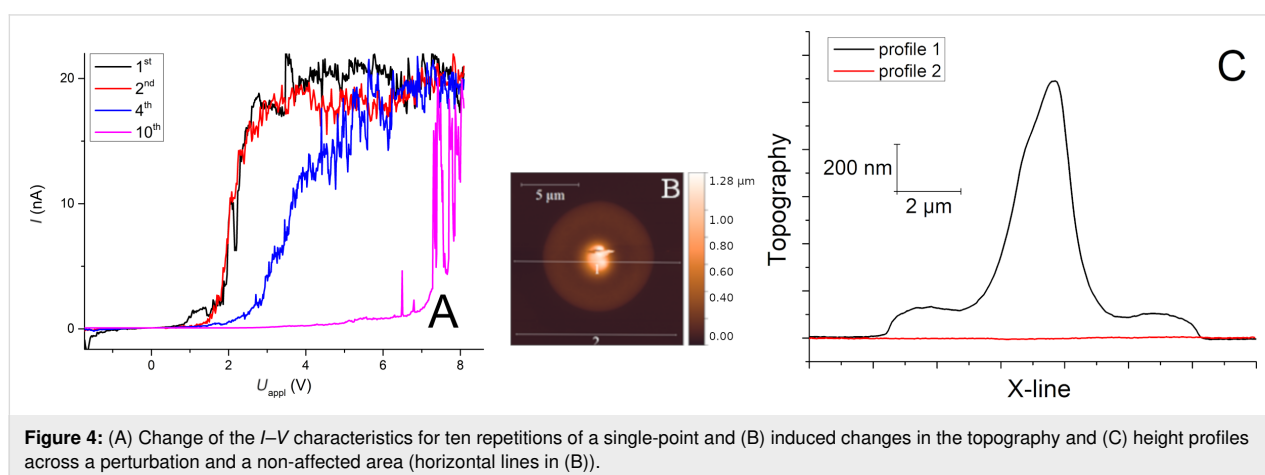 1st
2nd
4th
10th
20
10
0
I (nA)
0
2
4
6
8
Uappl (V)
A
5 µm
B
1
2
1.28 µm
1.00
0.80
0.60
0.40
0.00
profile 1
profile 2
C
200 nm
2 µm
Topography
X-line
Figure 4: (A) Change of the I–V characteristics for ten repetitions of a single-point and (B) induced changes in the topography and (C) height profiles
across a perturbation and a non-affected area (horizontal lines in (B)).